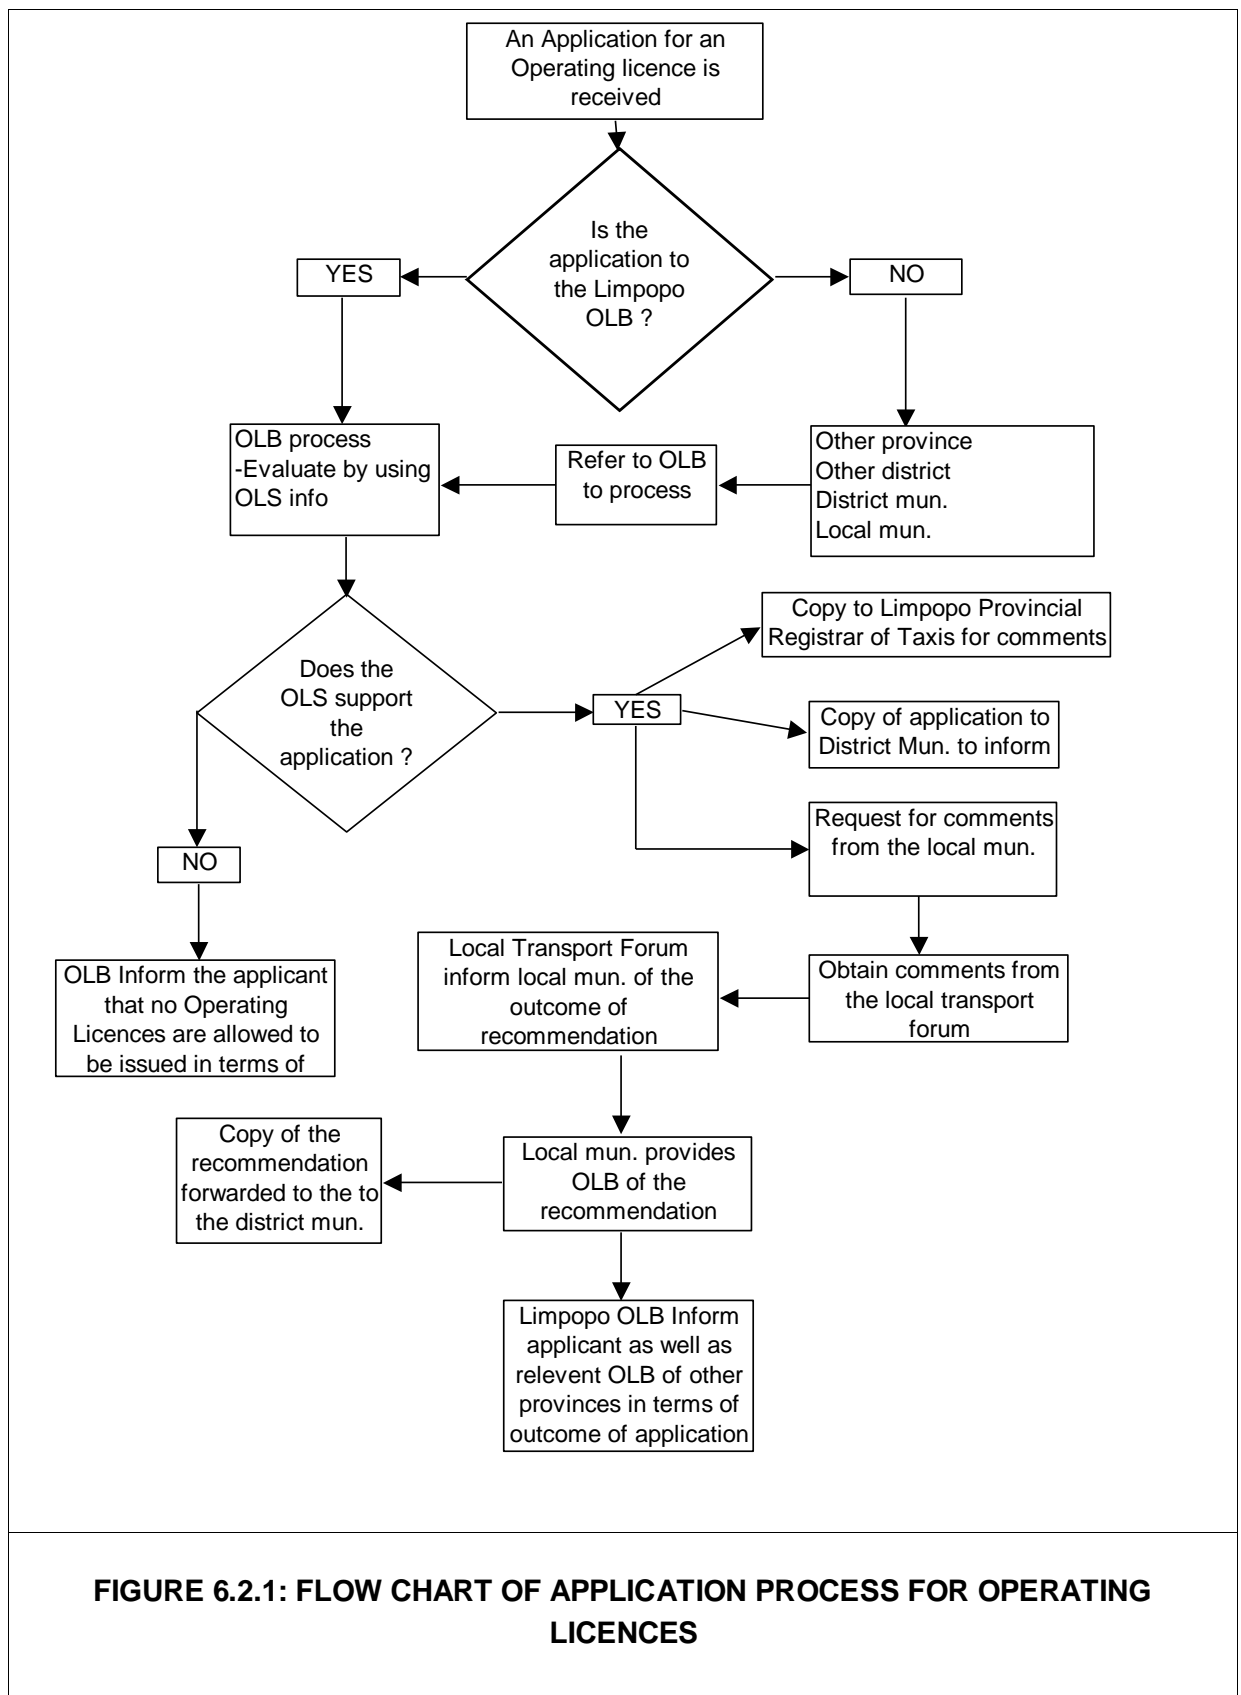 An Application for an
Operating licence is
received
Is the
application to
the Limpopo
OLB ?
YES
NO
OLB process
-Evaluate by using
OLS info
Refer to OLB
to process
Other province
Other district
District mun.
Local mun.
Does the
OLS support
the
application ?
YES
Copy to Limpopo Provincial
Registrar of Taxis for comments
Copy of application to
District Mun. to inform
Request for comments
from the local mun.
NO
OLB Inform the applicant
that no Operating
Licences are allowed to
be issued in terms of
Local Transport Forum
inform local mun. of the
outcome of
recommendation
Obtain comments from
the local transport
forum
Copy of the
recommendation
forwarded to the to
the district mun.
Local mun. provides
OLB of the
recommendation
Limpopo OLB Inform
applicant as well as
relevent OLB of other
provinces in terms of
outcome of application
FIGURE 6.2.1: FLOW CHART OF APPLICATION PROCESS FOR OPERATING
LICENCES